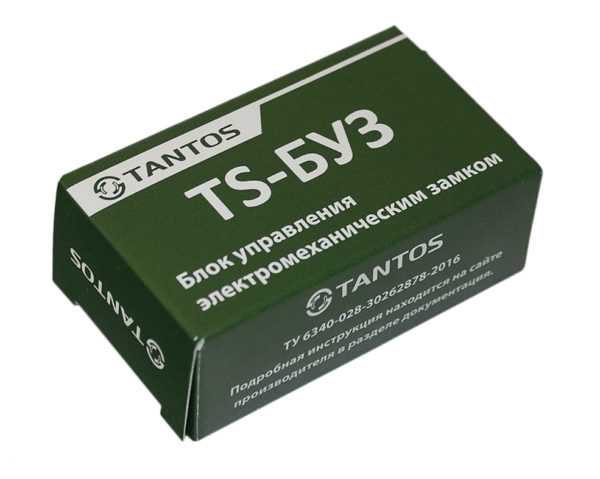 TANTOS
TS-БУЗ
Блок управления
электромеханическим замком
TANTOS
ТУ 6340-028-30262878-2016
Подробная инструкция находится на сайте
производителя в разделе документация.
TANTOS